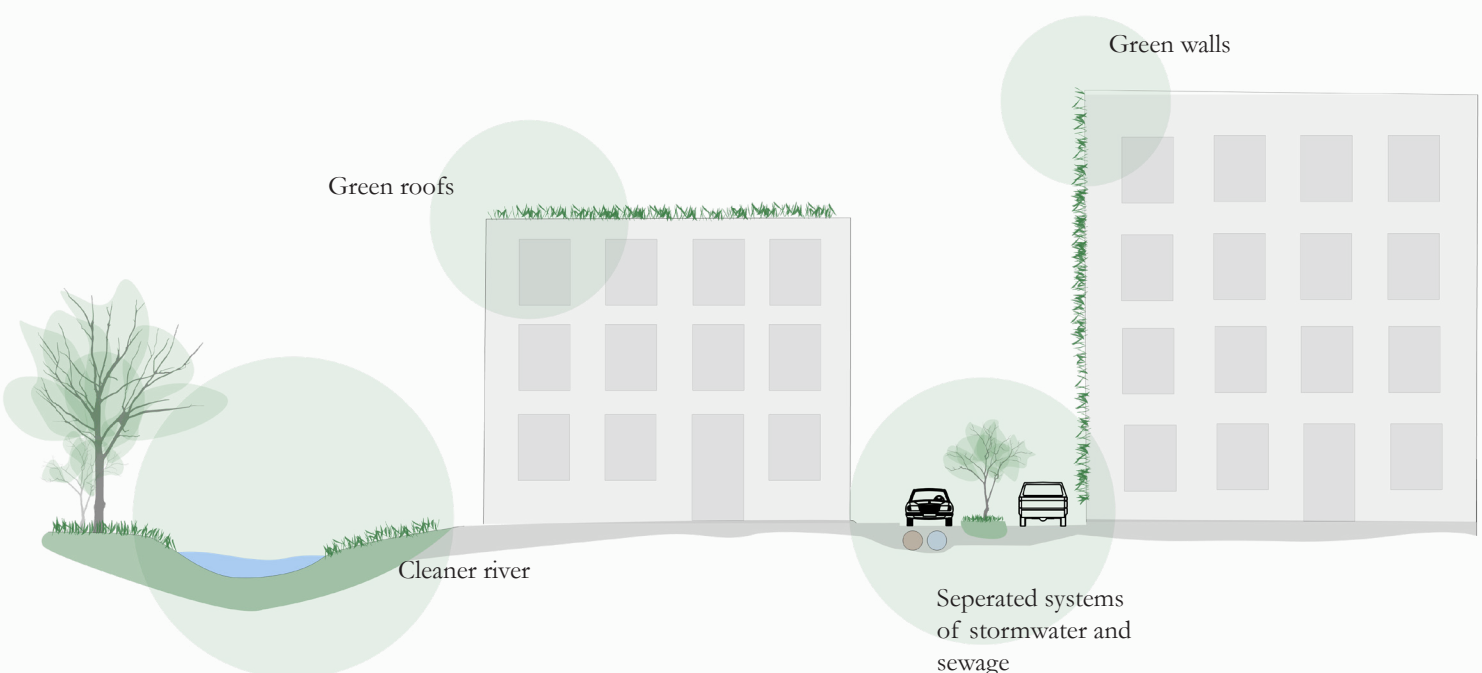 Green walls
Green roofs
Cleaner river
Seperated systems
of stormwater and
sewage